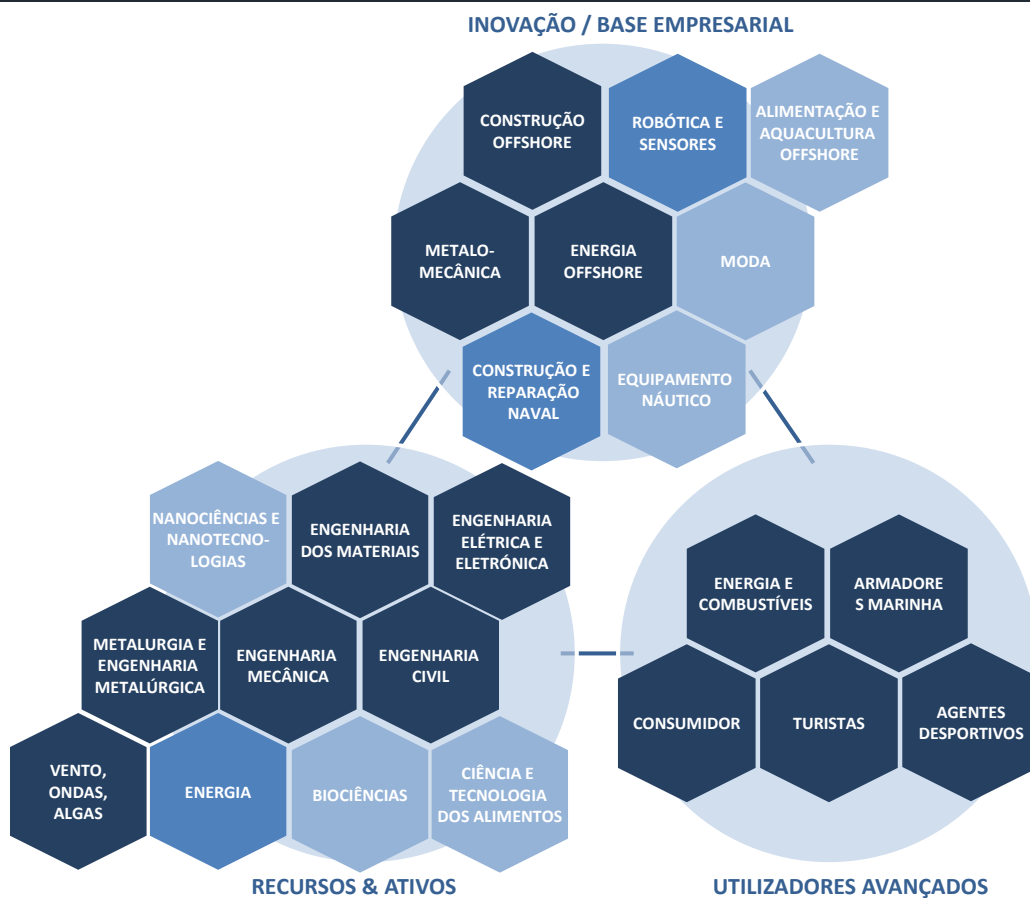 INOVAÇÃO / BASE EMPRESARIAL
CONSTRUÇÃO
OFFSHORE
ROBÓTICA E
SENSORES
ALIMENTAÇÃO E
AQUACULTURA
OFFSHORE
METALO-
MECÂNICA
ENERGIA
OFFSHORE
MODA
CONSTRUÇÃO E
REPARAÇÃO
NAVAL
EQUIPAMENTO
NÁUTICO
NANOCIÊNCIAS E
NANOTECNO-
LOGIAS
ENGENHARIA
DOS MATERIAIS
ENGENHARIA
ELÉTRICA E
ELETRÓNICA
METALURGIA E
ENGENHARIA
METALÚRGICA
ENGENHARIA
MECÂNICA
ENGENHARIA
CIVIL
VENTO,
ONDAS,
ALGAS
ENERGIA
BIOCIÊNCIAS
CIÊNCIA E
TECNOLOGIA
DOS ALIMENTOS
RECURSOS & ATIVOS
ENERGIA E
COMBUSTÍVEIS
ARMADORE
S MARINHA
CONSUMIDOR
TURISTAS
AGENTES
DESPORTIVOS
UTILIZADORES AVANÇADOS